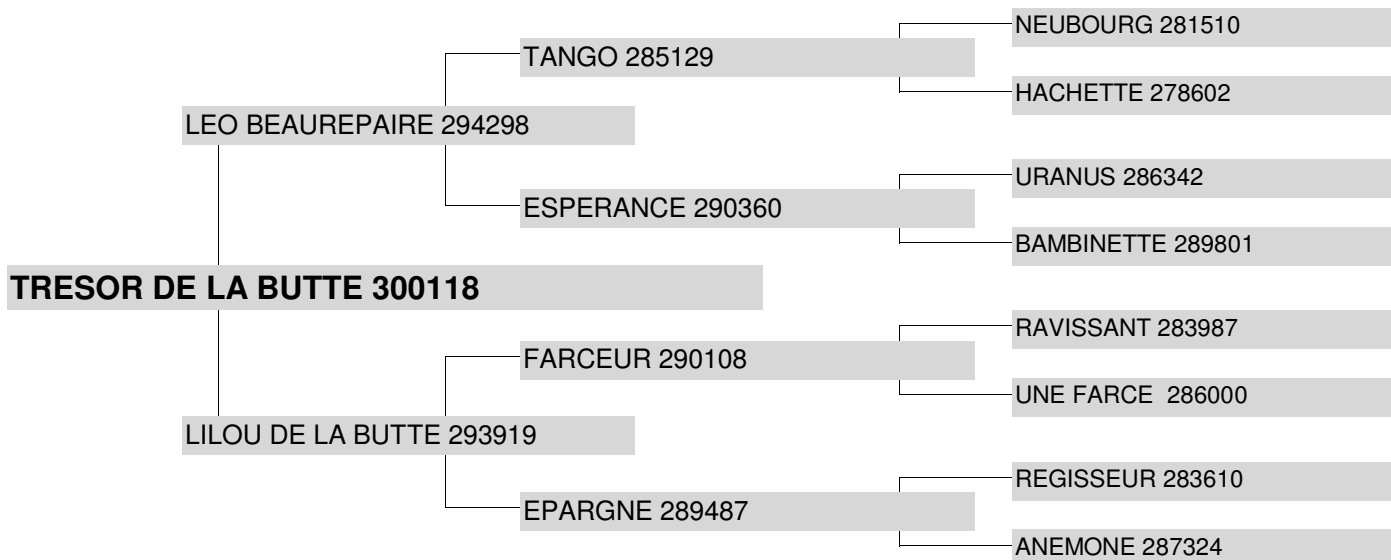 NEUBOURG 281510
TANGO 285129
HACHETTE 278602
LEO BEAUREPAIRE 294298
URANUS 286342
ESPERANCE 290360
BAMBINETTE 289801
TRESOR DE LA BUTTE 300118
RAVISSANT 283987
FARCEUR 290108
UNE FARCE 286000
LILOU DE LA BUTTE 293919
REGISSEUR 283610
EPARGNE 289487
ANEMONE 287324